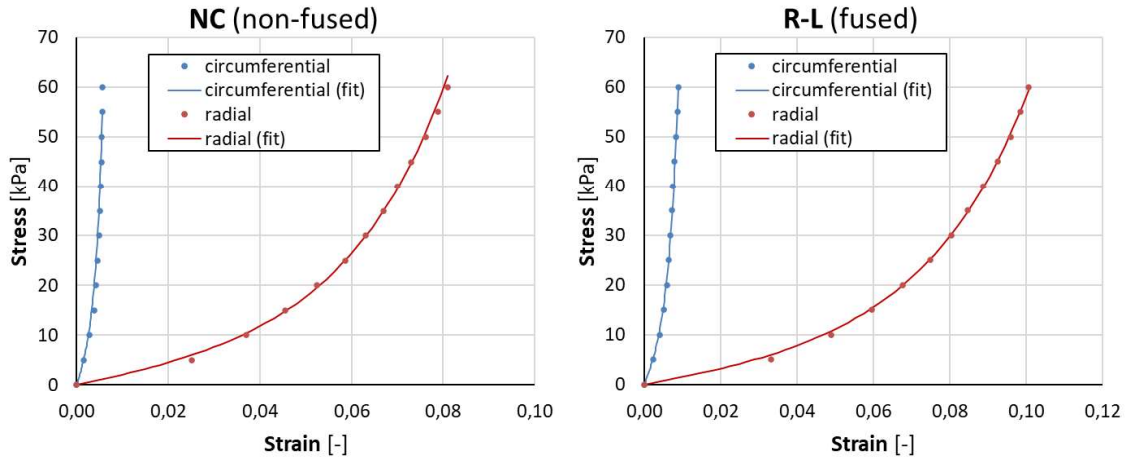 NC (non-fused)
70
60
50
40
30
20
10
0
Stress [kPa]
circumferential
circumferential (fit)
radial
radial (fit)
0,00 0,02 0,04 0,06 0,08 0,10
Strain [-]
R-L (fused)
70
60
50
40
30
20
10
0
Stress [kPa]
circumferential
circumferential (fit)
radial
radial (fit)
0,00 0,02 0,04 0,06 0,08 0,10 0,12
Strain [-]